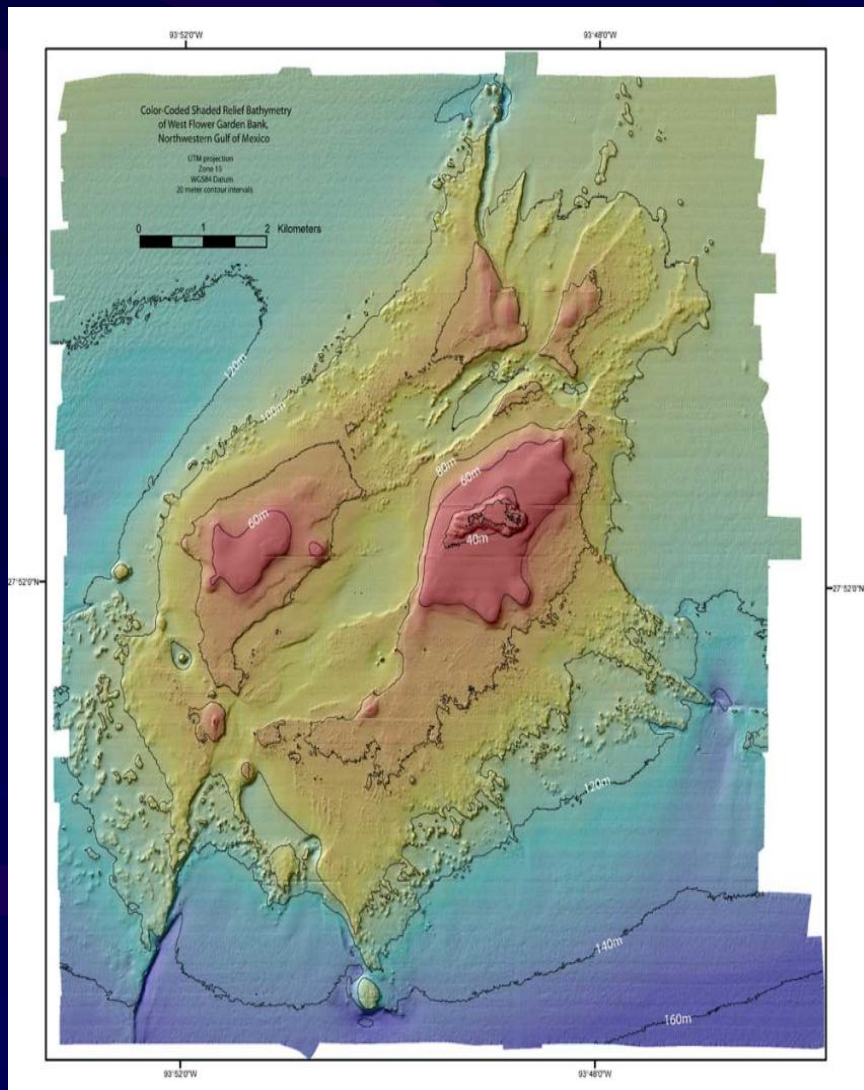 93°52'0"W
93°48'0"W
Color-Coded Shaded Relief Bathymetry
of West Flower Garden Bank,
Northwestern Gulf of Mexico
UTM projection
Zone 15
WGS84 Datum
20 meter contour intervals
0 1 2 Kilometers
120m
100m
80m
60m
60m
40m
27°52'0"N
27°52'0"N
120m
140m
160m
93°52'0"W
93°48'0"W